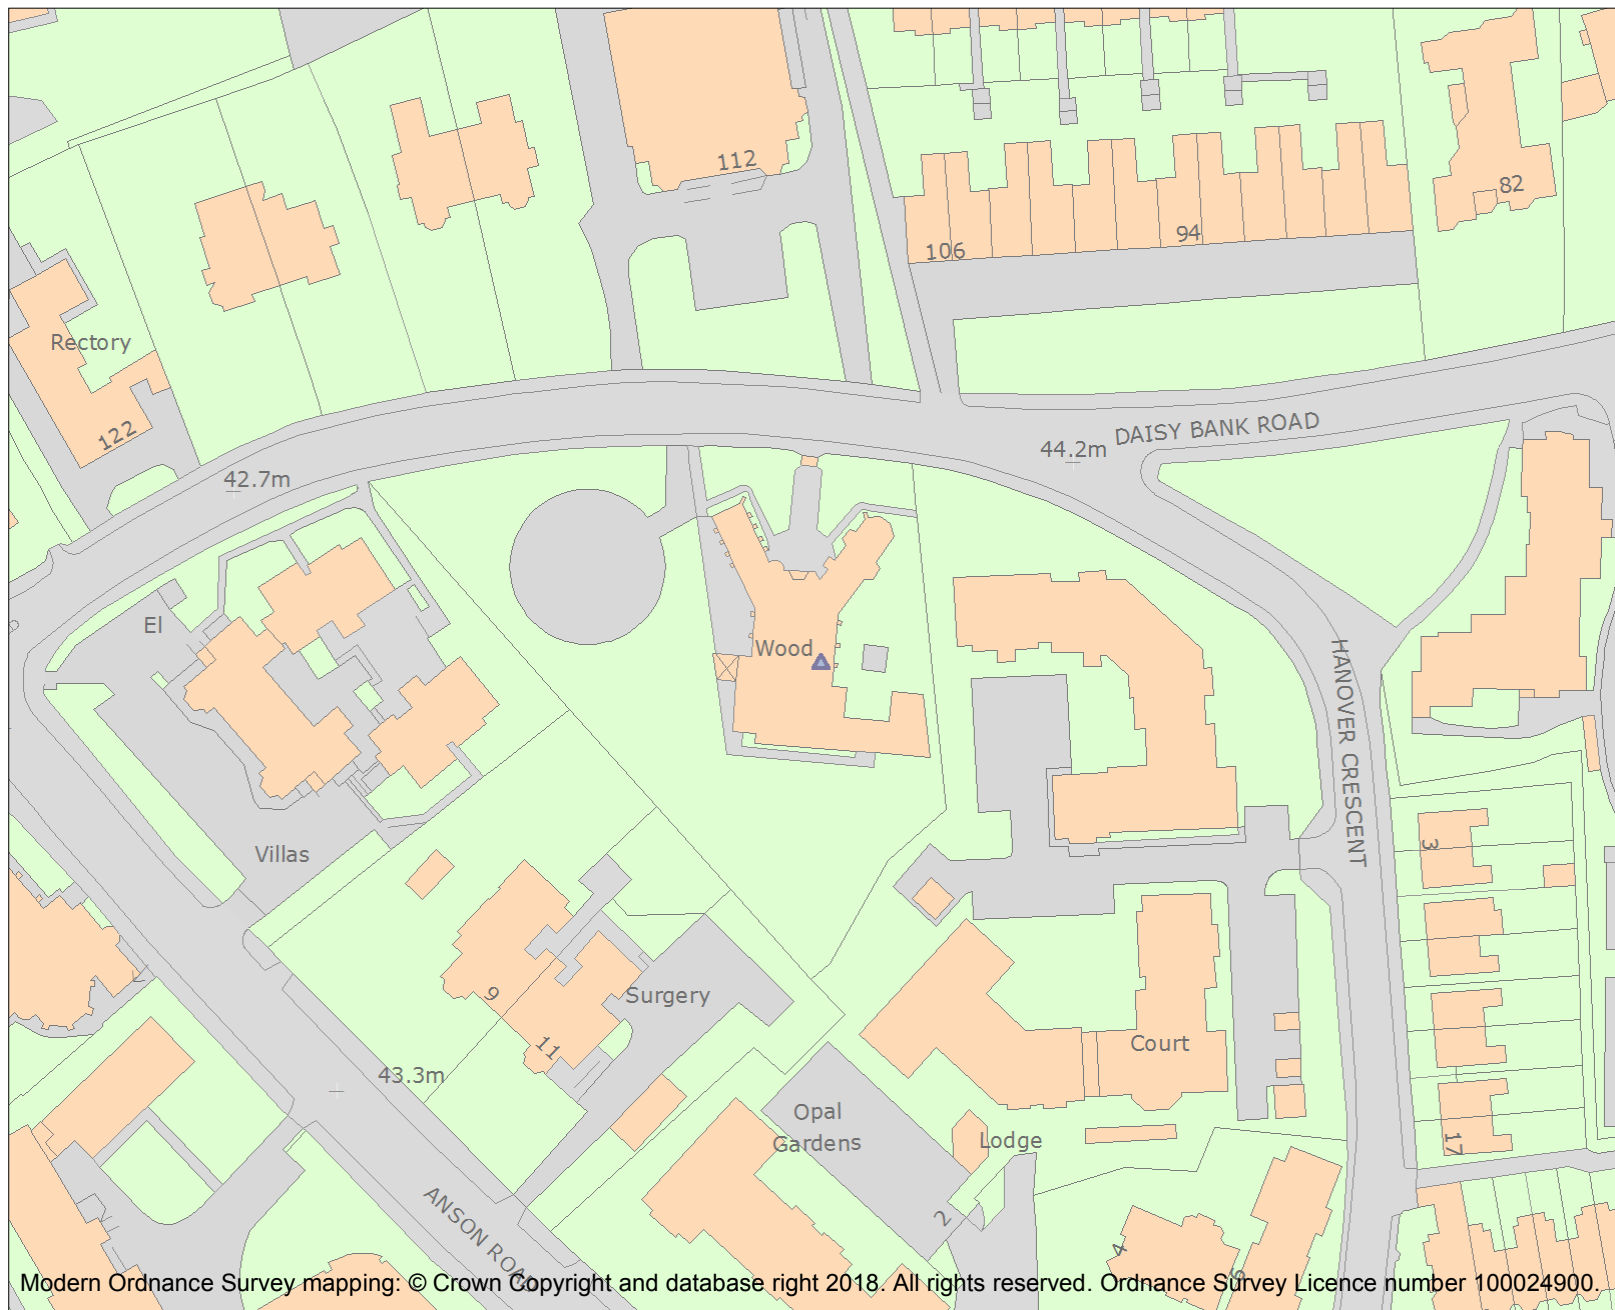 112
82
94
106
Rectory
122
DAISY BANK ROAD
44.2m
42.7m
El
Wood
HANOVER CRESCENT
3
Villas
9
Surgery
11
Court
43.3m
Opal
Gardens
Lodge
17
ANSON ROAD
2
4
6
Modern Ordnance Survey mapping: © Crown Copyright and database right 2018. All rights reserved. Ordnance Survey Licence number 100024900.